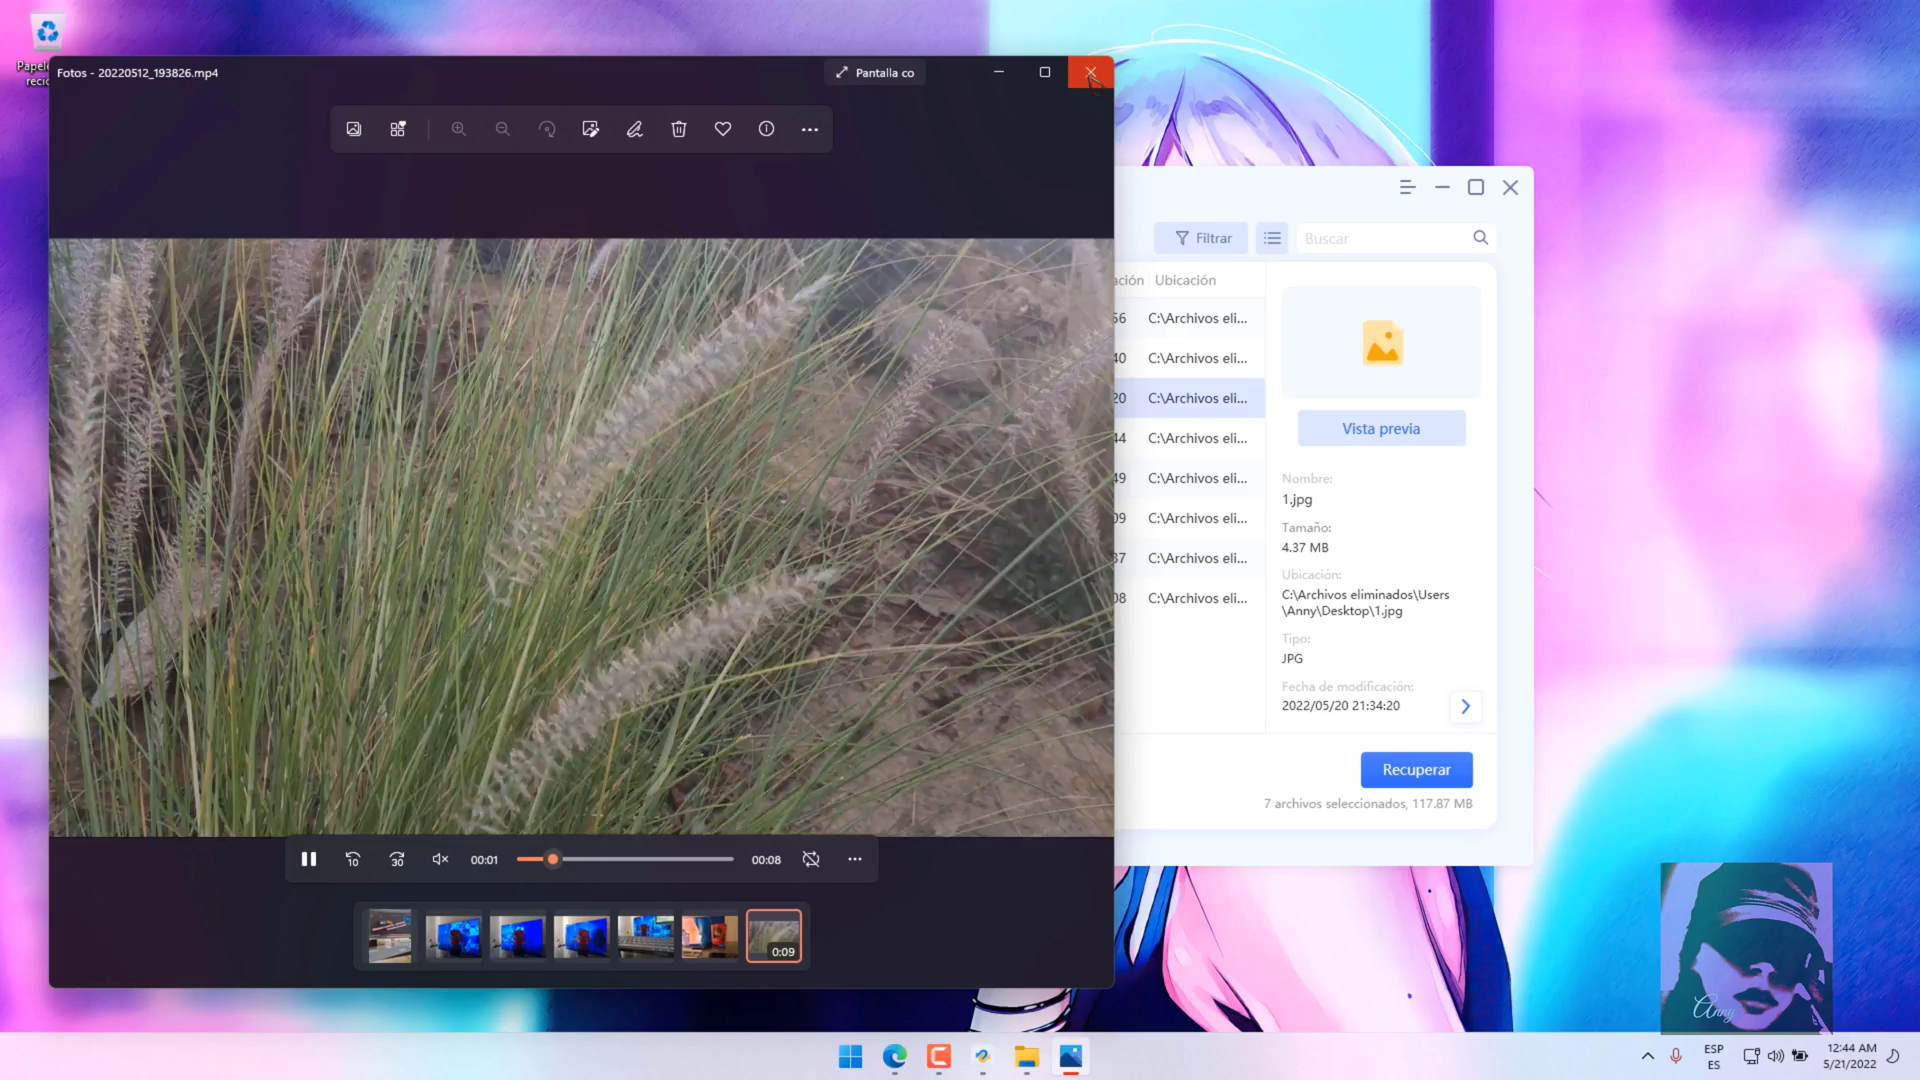 Papele
recic
Fotos - 20220512_193826.mp4
Pantalla co
Filtrar
Buscar
ación Ubicación
56 C:\Archivos eli...
40 C:\Archivos eli...
20 C:\Archivos eli...
44 C:\Archivos eli...
49 C:\Archivos eli...
09 C:\Archivos eli...
37 C:\Archivos eli...
08 C:\Archivos eli...
Vista previa
Nombre:
1.jpg
Tamaño:
4.37 MB
Ubicación:
C:\Archivos eliminados\Users
\Anny\Desktop\1.jpg
Tipo:
JPG
Fecha de modificación:
2022/05/20 21:34:20
Recuperar
7 archivos seleccionados, 117.87 MB
10
30
00:01
00:08
0:09
Anny
ESP
ES
12:44 AM
5/21/2022